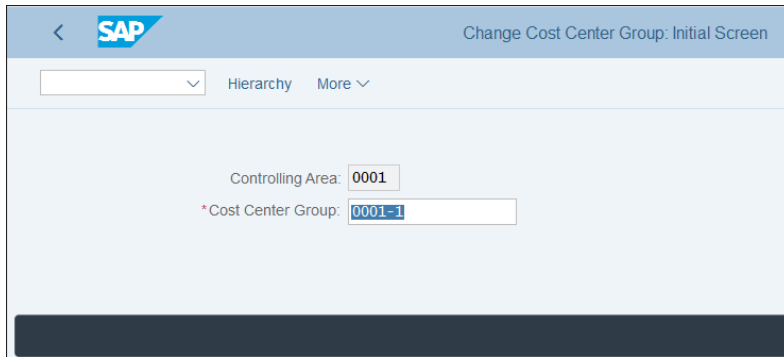 SAP Change Cost Center Group: Initial Screen
Hierarchy More
Controlling Area: 0001
*Cost Center Group: 0001-1